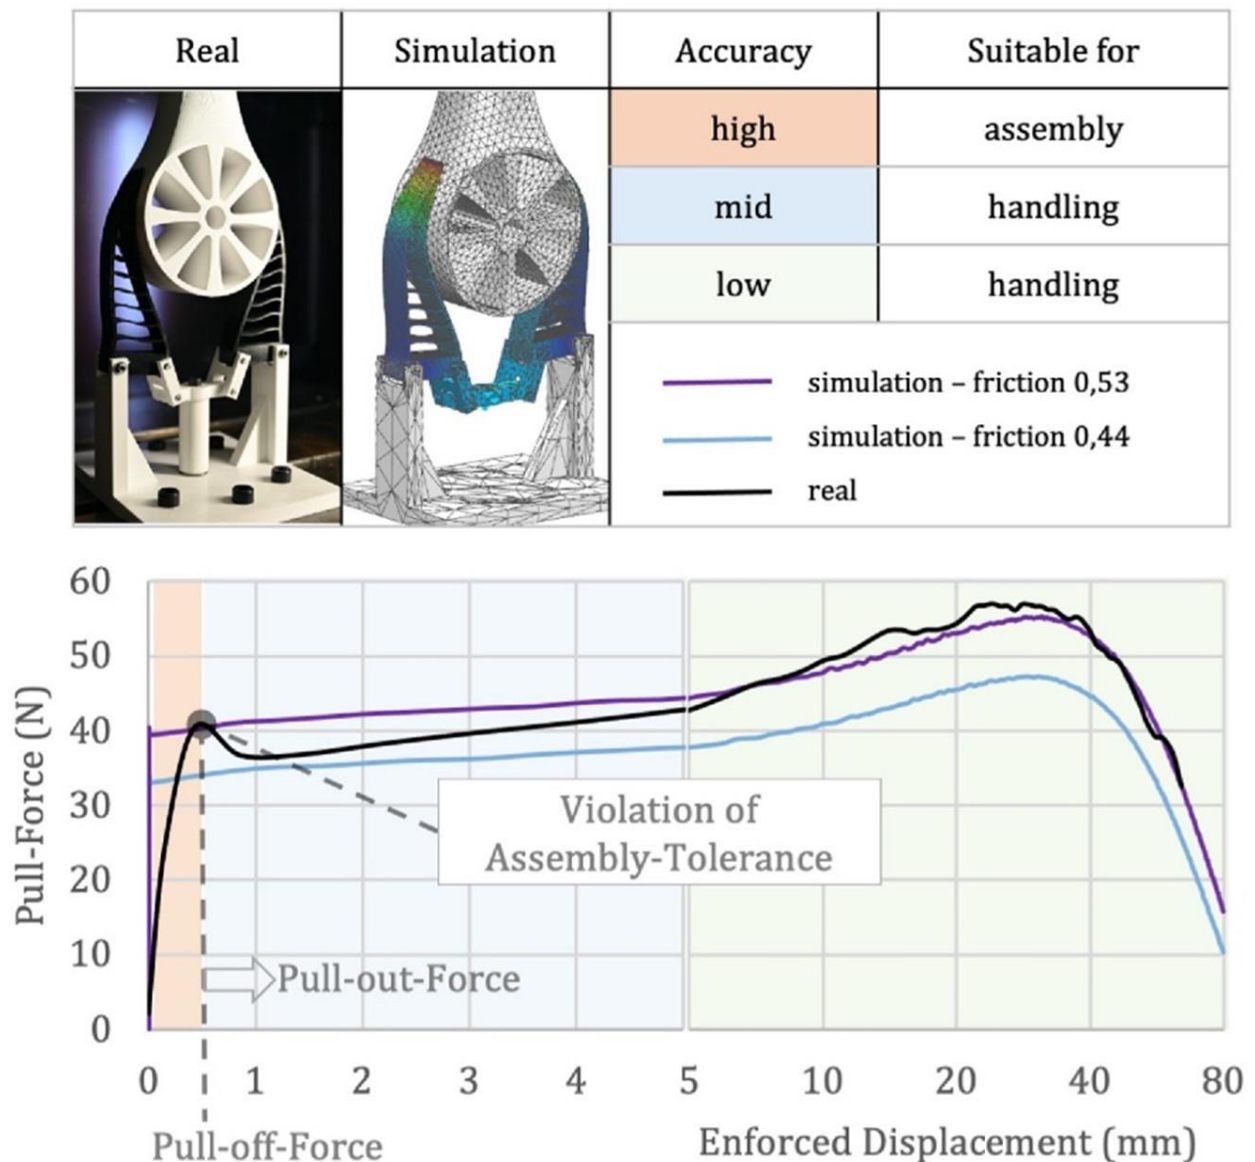 Real Simulation Accuracy Suitable for
high assembly
mid handling
low handling
simulation – friction 0,53
simulation – friction 0,44
real
60
50
40
30
20
10
0
Pull-Force (N)
Violation of
Assembly-Tolerance
Pull-out-Force
0 1 2 3 4 5 10 20 40 80
Pull-off-Force
Enforced Displacement (mm)